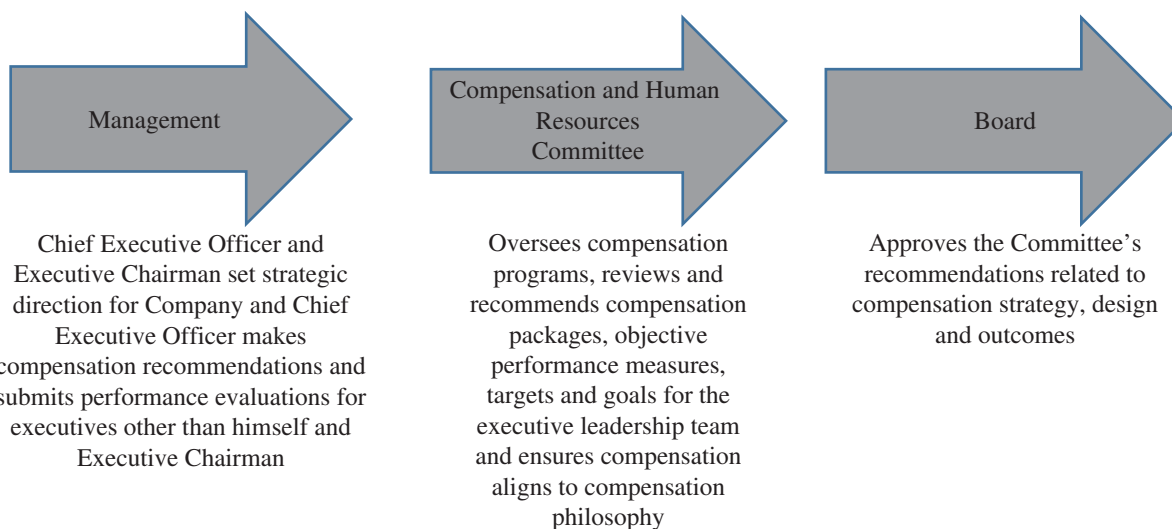 Management
Compensation and Human
Resources
Committee
Board
Chief Executive Officer and
Executive Chairman set strategic
direction for Company and Chief
Executive Officer makes
compensation recommendations and
submits performance evaluations for
executives other than himself and
Executive Chairman
Oversees compensation
programs, reviews and
recommends compensation
packages, objective
performance measures,
targets and goals for the
executive leadership team
and ensures compensation
aligns to compensation
philosophy
Approves the Committee’s
recommendations related to
compensation strategy, design
and outcomes